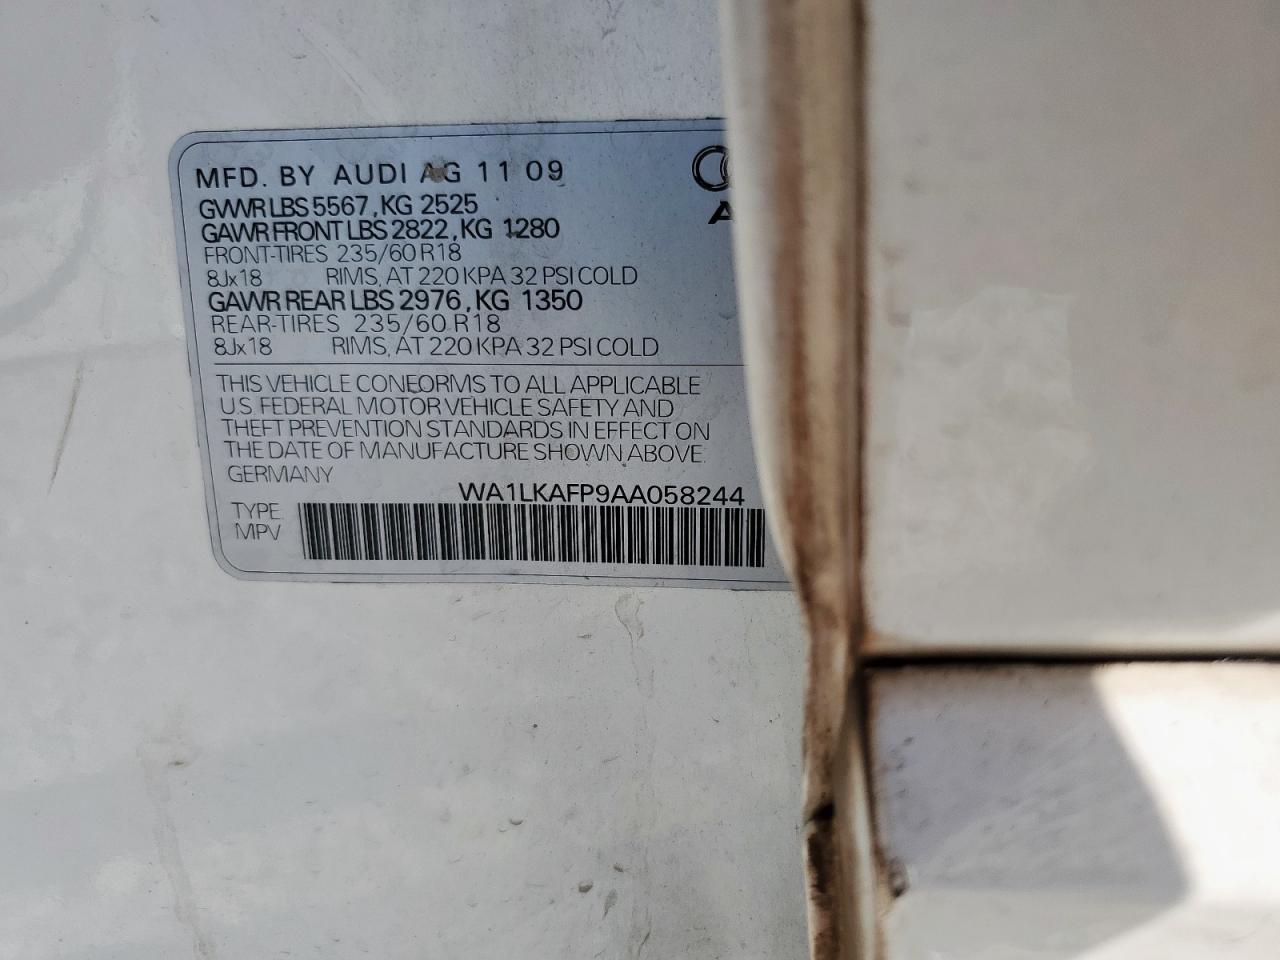 MFD. BY AUDI AG 11 09
GVWR LBS 5567, KG 2525
GAWR FRONT LBS 2822, KG 1280
FRONT-TIRES 235/60 R18
8Jx18 RIMS, AT 220 KPA 32 PSI COLD
GAWR REAR LBS 2976, KG 1350
REAR-TIRES 235/60 R18
8Jx18 RIMS, AT 220 KPA 32 PSI COLD
THIS VEHICLE CONFORMS TO ALL APPLICABLE
U.S. FEDERAL MOTOR VEHICLE SAFETY AND
THEFT PREVENTION STANDARDS IN EFFECT ON
THE DATE OF MANUFACTURE SHOWN ABOVE.
GERMANY
WA1LKAFP9AA058244
TYPE
MPV